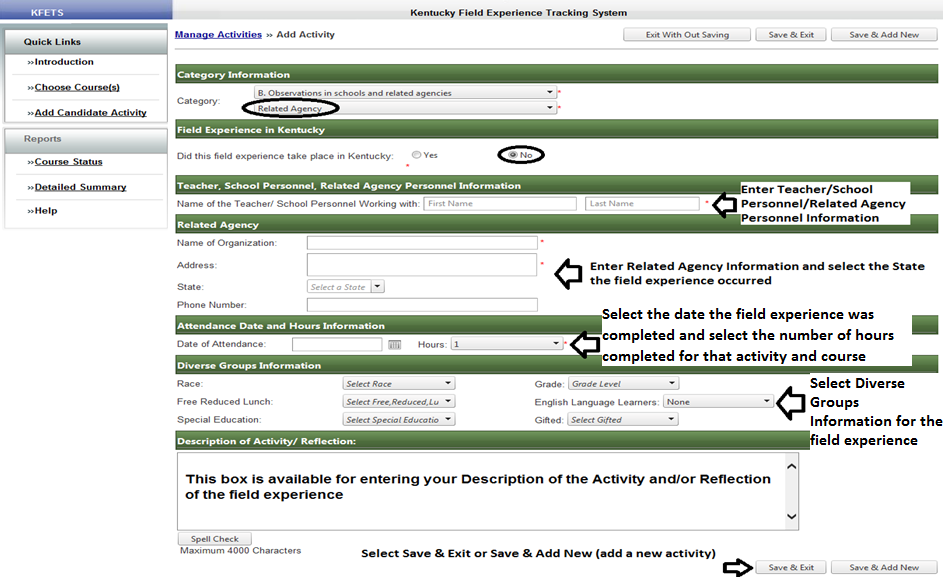 KFETS
Kentucky Field Experience Tracking System
Quick Links
»Introduction
»Choose Course(s)
»Add Candidate Activity
Reports
»Course Status
»Detailed Summary
»Help
Manage Activities » Add Activity
Exit With Out Saving
Save & Exit
Save & Add New
Category Information
Category:
B. Observations in schools and related agencies *
Related Agency *
Field Experience in Kentucky
Did this field experience take place in Kentucky: Yes No
*
Teacher, School Personnel, Related Agency Personnel Information
Name of the Teacher/ School Personnel Working with: First Name Last Name *
Enter Teacher/School
Personnel/Related Agency
Personnel Information
Related Agency
Name of Organization: *
Address: *
State: Select a State
Phone Number:
Enter Related Agency Information and select the State
the field experience occurred
Attendance Date and Hours Information
Date of Attendance: Hours: 1 *
Select the date the field experience was
completed and select the number of hours
completed for that activity and course
Diverse Groups Information
Race: Select Race Grade: Grade Level
Free Reduced Lunch: Select Free,Reduced,Lu English Language Learners: None
Special Education: Select Special Educatio Gifted: Select Gifted
Select Diverse
Groups
Information for the
field experience
Description of Activity/ Reflection:
This box is available for entering your Description of the Activity and/or Reflection
of the field experience
Spell Check
Maximum 4000 Characters
Select Save & Exit or Save & Add New (add a new activity)
Save & Exit
Save & Add New